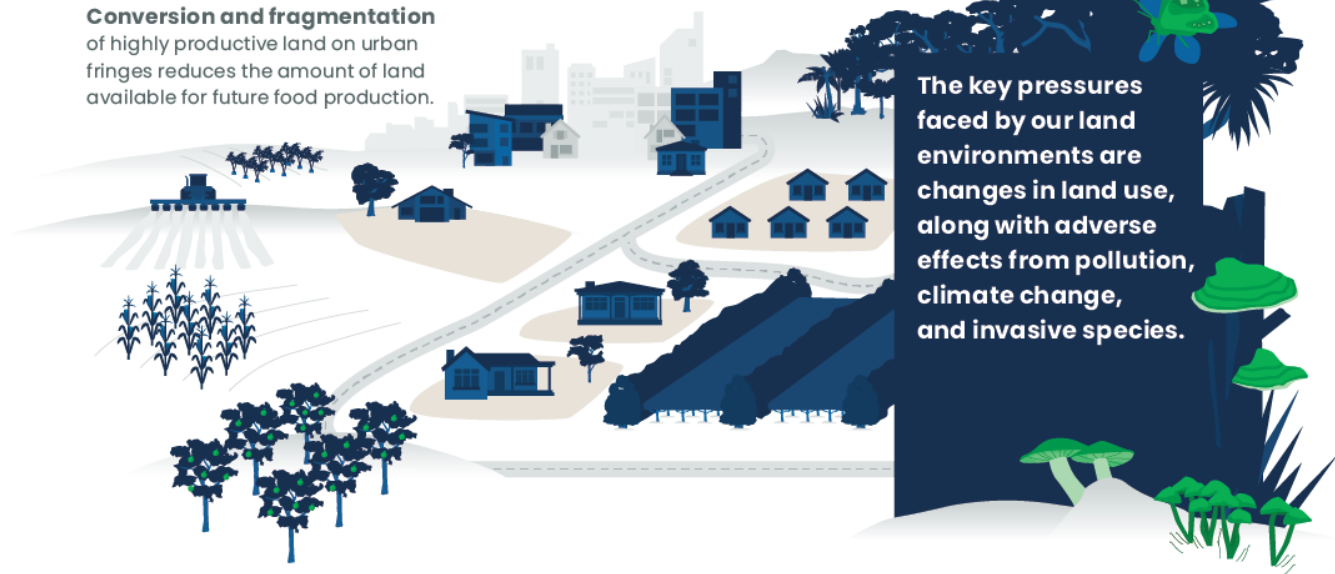 Conversion and fragmentation
of highly productive land on urban
fringes reduces the amount of land
available for future food production.
The key pressures
faced by our land
environments are
changes in land use,
along with adverse
effects from pollution,
climate change,
and invasive species.